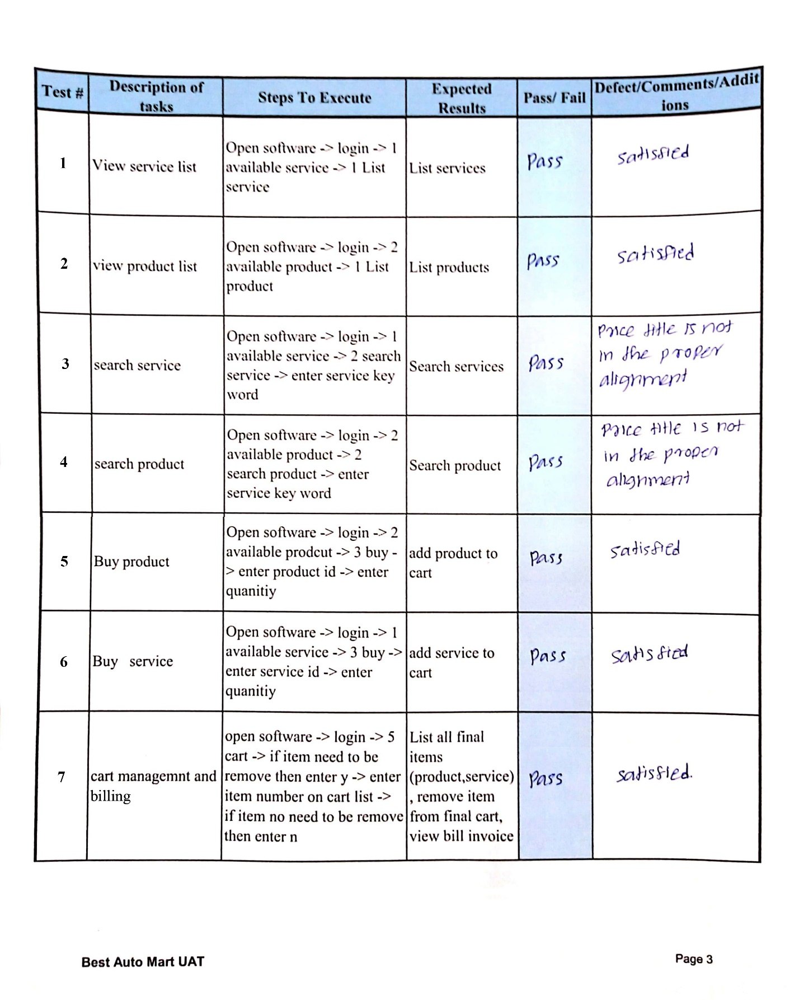 Test # Description of tasks Steps To Execute Expected Results Pass/ Fail Defect/Comments/Additions
1
View service list
Open software -> login -> 1
available service -> 1 List
service
List services
Pass
satisfied
2
view product list
Open software -> login -> 2
available product -> 1 List
product
List products
Pass
satisfied
3
search service
Open software -> login -> 1
available service -> 2 search
service -> enter service key
word
Search services
Pass
Price title is not
in the proper
alignment
4
search product
Open software -> login -> 2
available product -> 2
search product -> enter
service key word
Search product
Pass
Price title is not
in the proper
alignment
5
Buy product
Open software -> login -> 2
available prodcut -> 3 buy -
> enter product id -> enter
quanitiy
add product to
cart
Pass
satisfied
6
Buy service
Open software -> login -> 1
available service -> 3 buy ->
enter service id -> enter
quanitiy
add service to
cart
Pass
satisfied
7
cart managemnt and
billing
open software -> login -> 5
cart -> if item need to be
remove then enter y -> enter
item number on cart list ->
if item no need to be remove
then enter n
List all final
items
(product,service)
, remove item
from final cart,
view bill invoice
Pass
satisfied.
Best Auto Mart UAT
Page 3